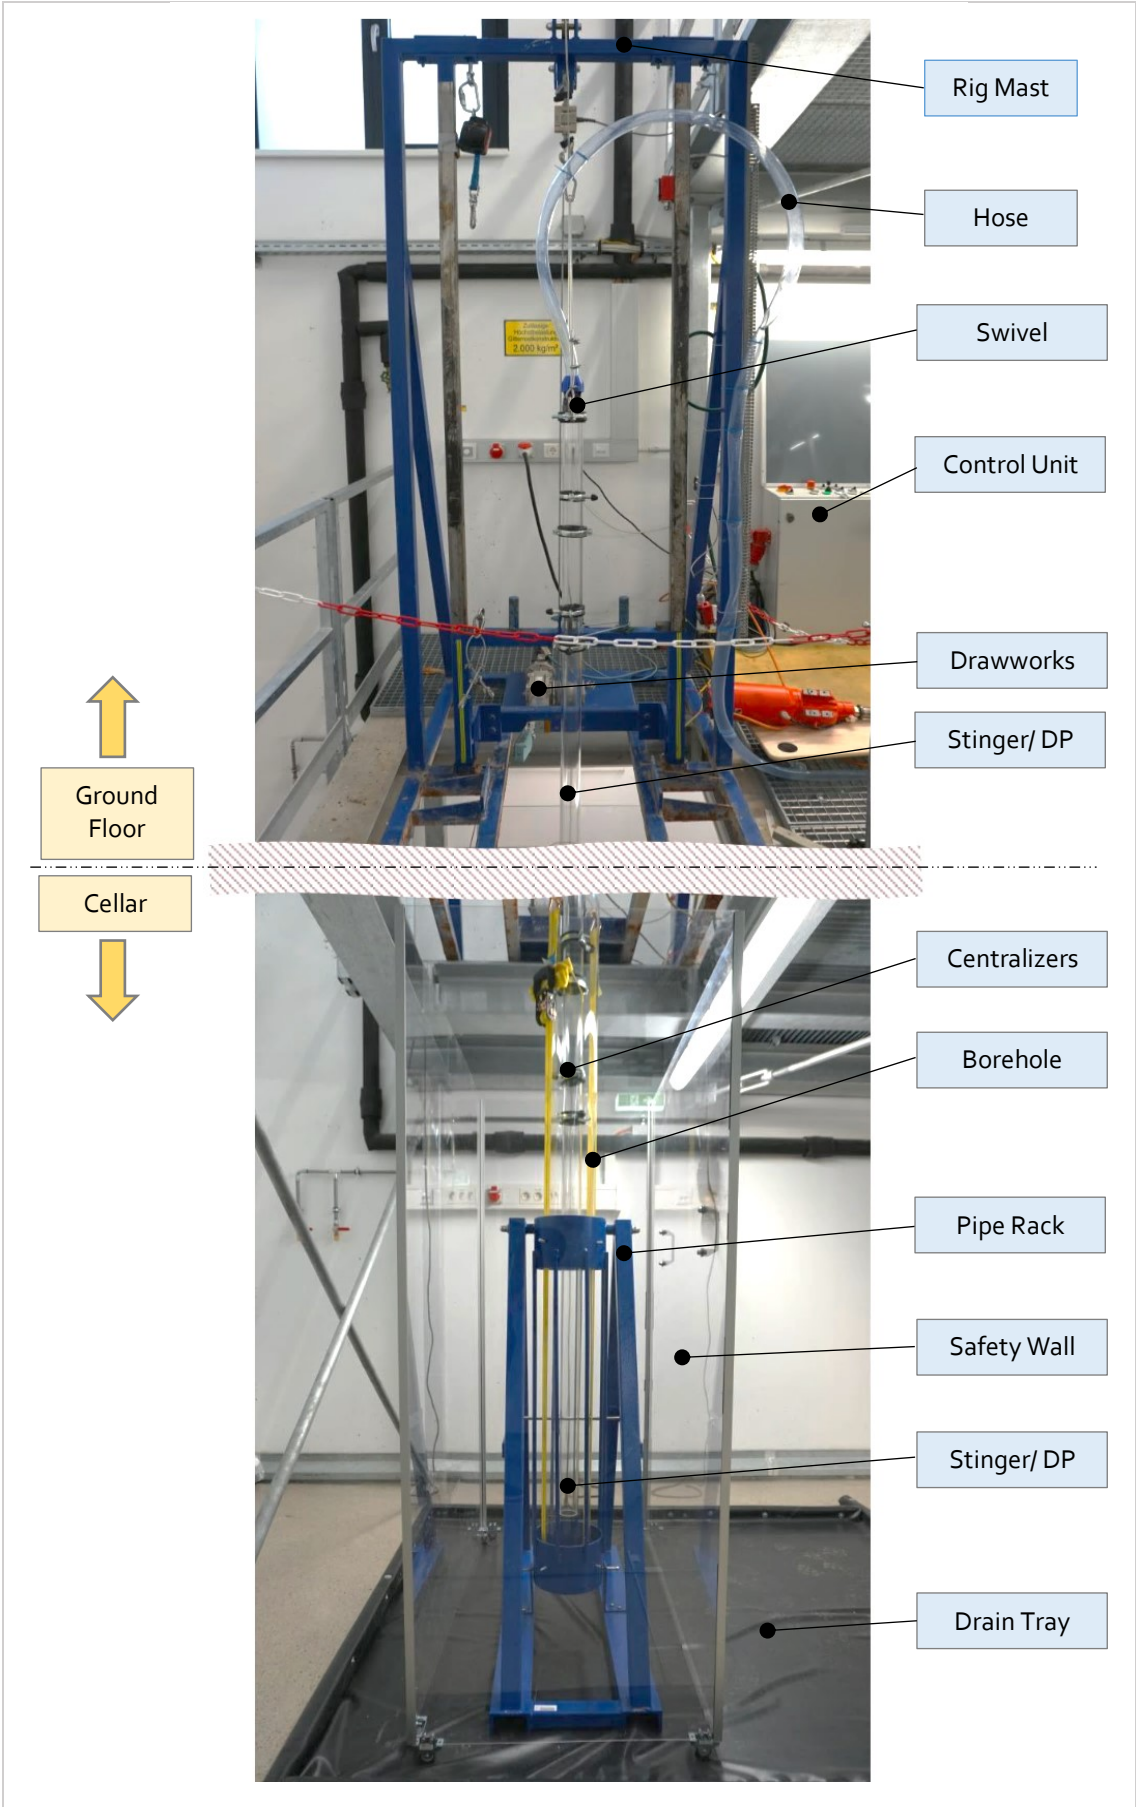 Rig Mast
Hose
Swivel
2.000 kg/m²
Control Unit
Drawworks
Stinger/ DP
Ground
Floor
Cellar
Centralizers
Borehole
Pipe Rack
Safety Wall
Stinger/ DP
Drain Tray